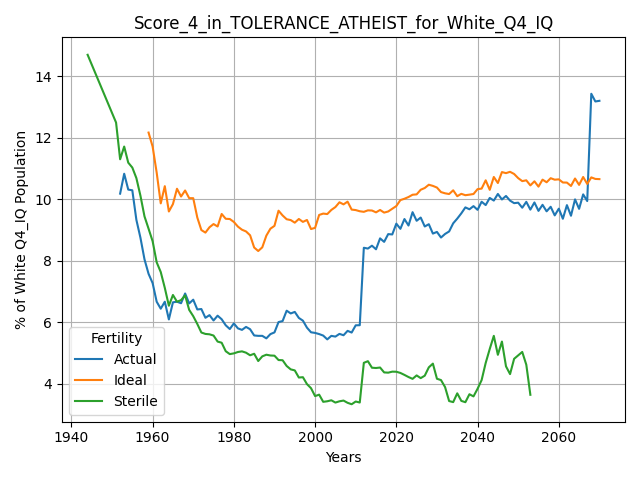 Score_4_in_TOLERANCE_ATHEIST_for_White_Q4_IQ
% of White Q4_IQ Population
14
12
10
8
6
4
Fertility
Actual
Ideal
Sterile
1940
1960
1980
2000
2020
2040
2060
Years